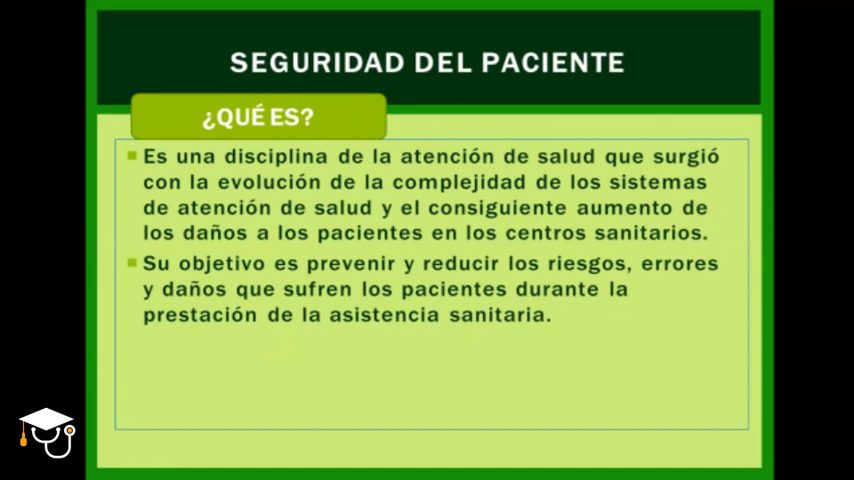 SEGURIDAD DEL PACIENTE
¿QUÉ ES?
Es una disciplina de la atención de salud que surgió
con la evolución de la complejidad de los sistemas
de atención de salud y el consiguiente aumento de
los daños a los pacientes en los centros sanitarios.
Su objetivo es prevenir y reducir los riesgos, errores
y daños que sufren los pacientes durante la
prestación de la asistencia sanitaria.